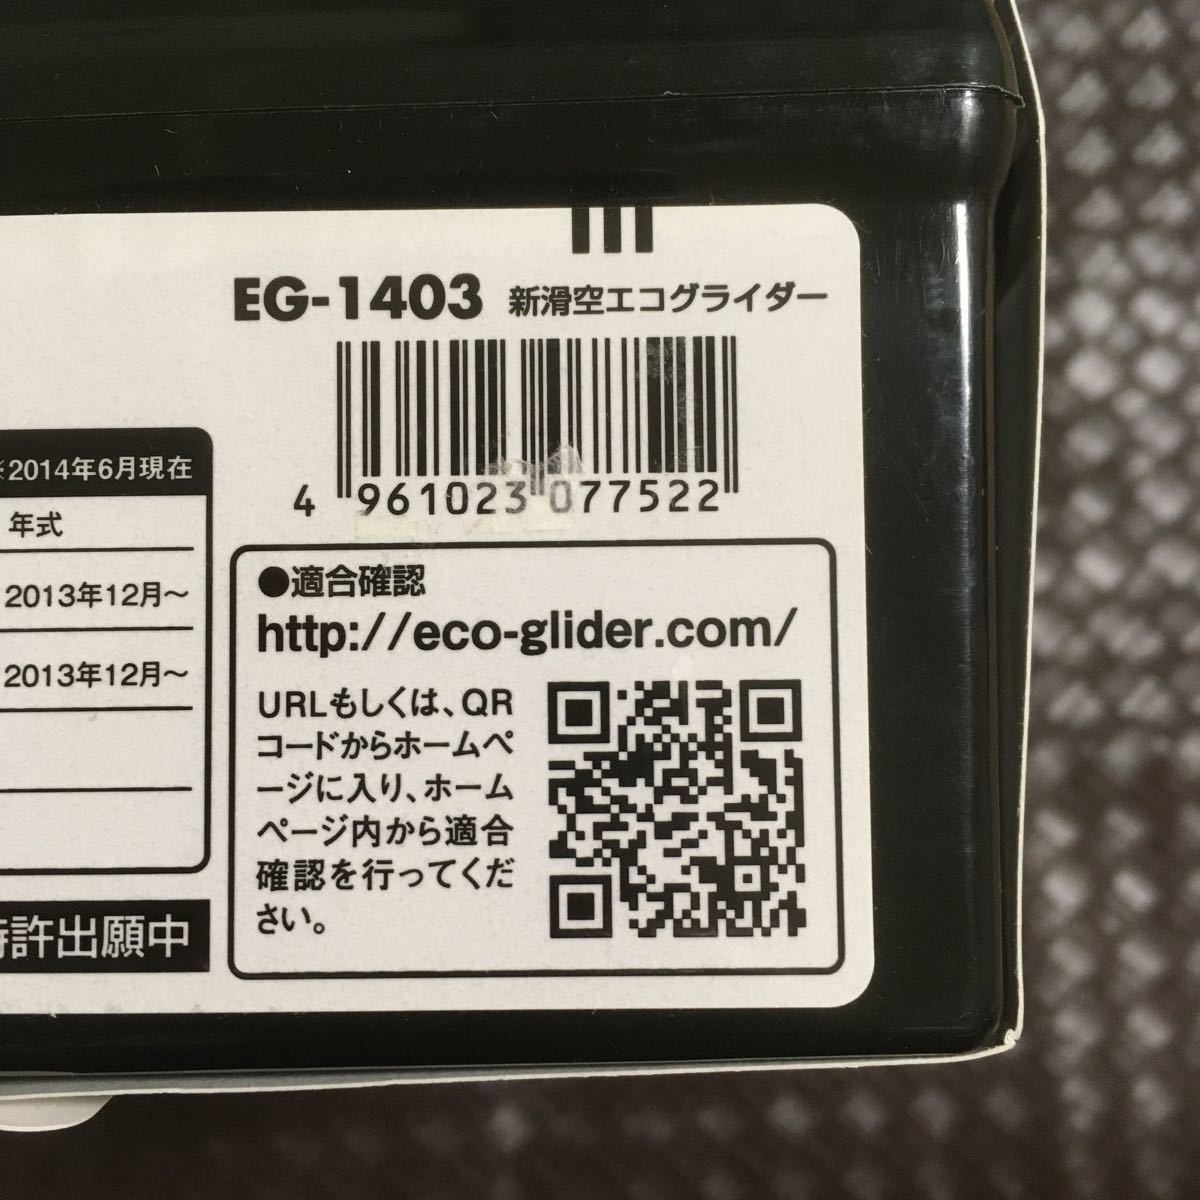 EG-1403 新滑空エコグライダー
4 961023 077522
※2014年6月現在
年式
2013年12月〜
2013年12月〜
特許出願中
●適合確認
http://eco-glider.com/
URLもしくは、QR
コードからホームペ
ージに入り、ホーム
ページ内から適合
確認を行ってくだ
さい。